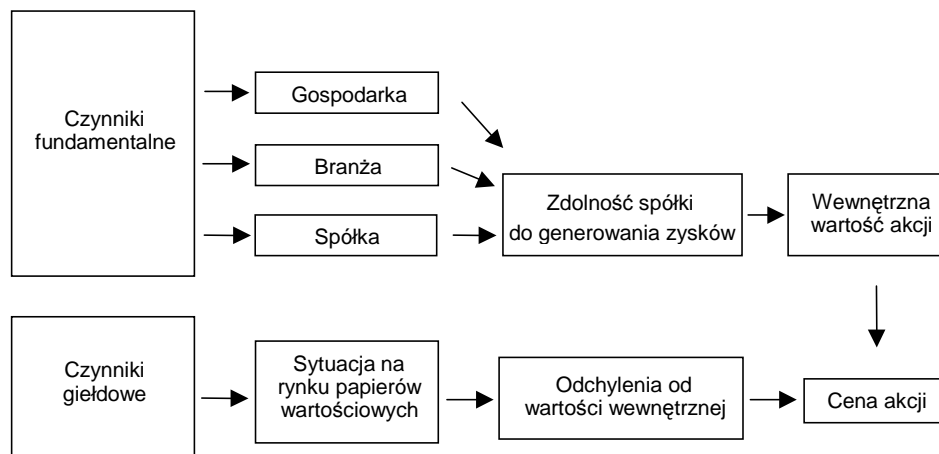 Czynniki
fundamentalne
Gospodarka
Branża
Spółka
Zdolność spółki
do generowania zysków
Wewnętrzna
wartość akcji
Czynniki
giełdowe
Sytuacja na
rynku papierów
wartościowych
Odchylenia od
wartości wewnętrznej
Cena akcji